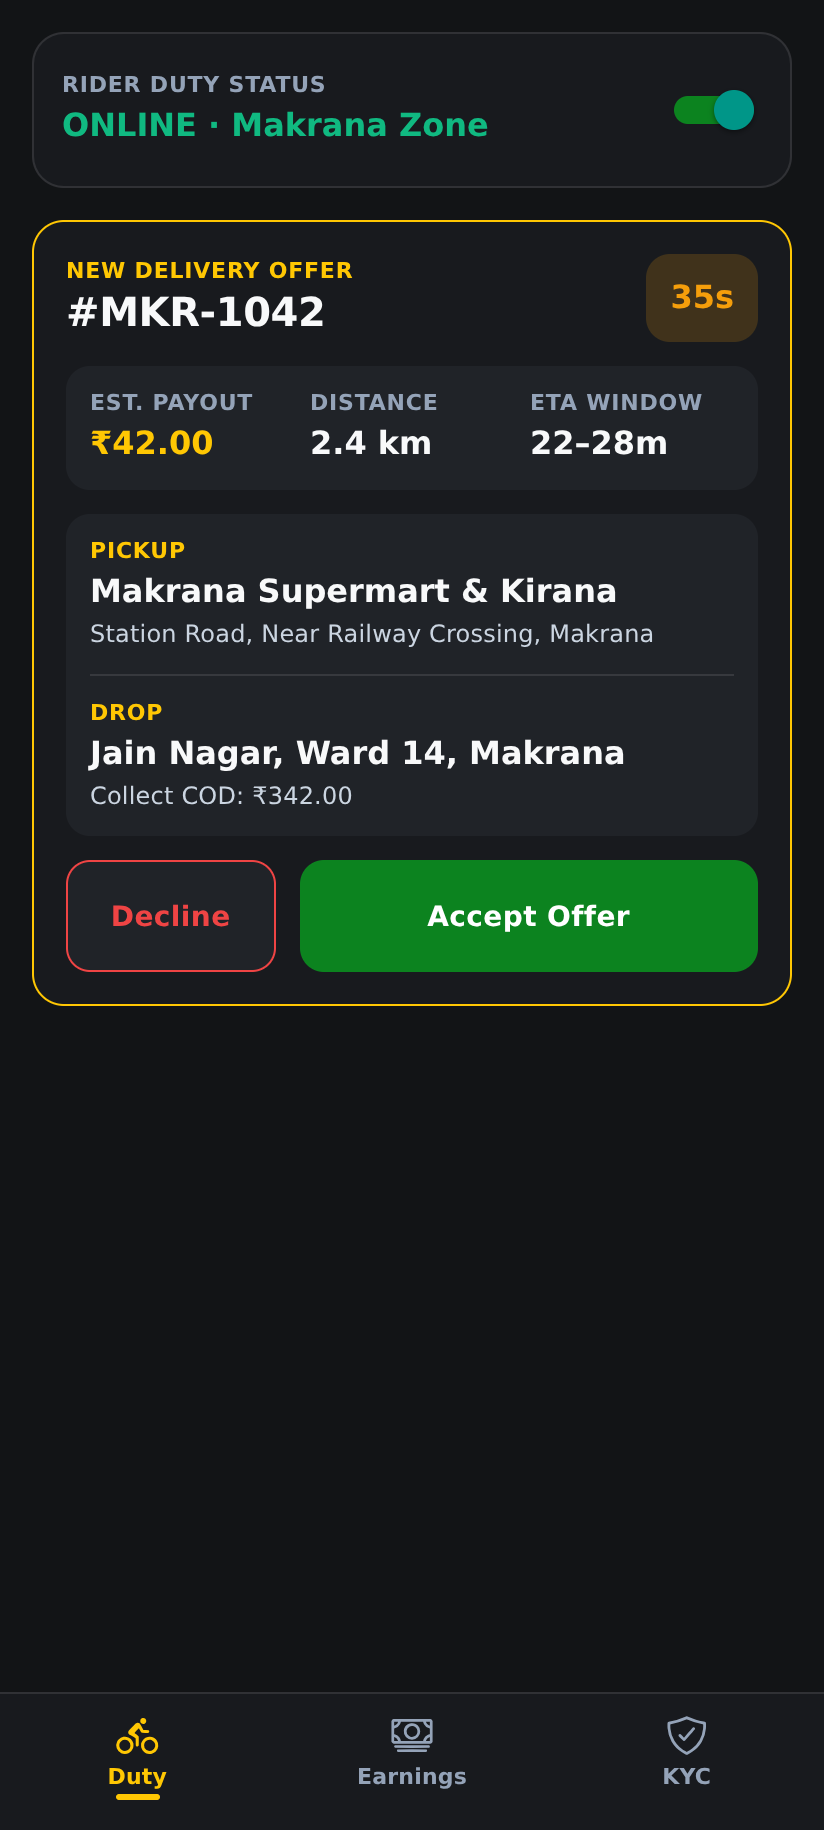 RIDER DUTY STATUS
ONLINE · Makrana Zone
NEW DELIVERY OFFER
#MKR-1042
35s
EST. PAYOUT
DISTANCE
ETA WINDOW
₹42.00
2.4 km
22–28m
PICKUP
Makrana Supermart & Kirana
Station Road, Near Railway Crossing, Makrana
DROP
Jain Nagar, Ward 14, Makrana
Collect COD: ₹342.00
Decline
Accept Offer
Duty
Earnings
KYC